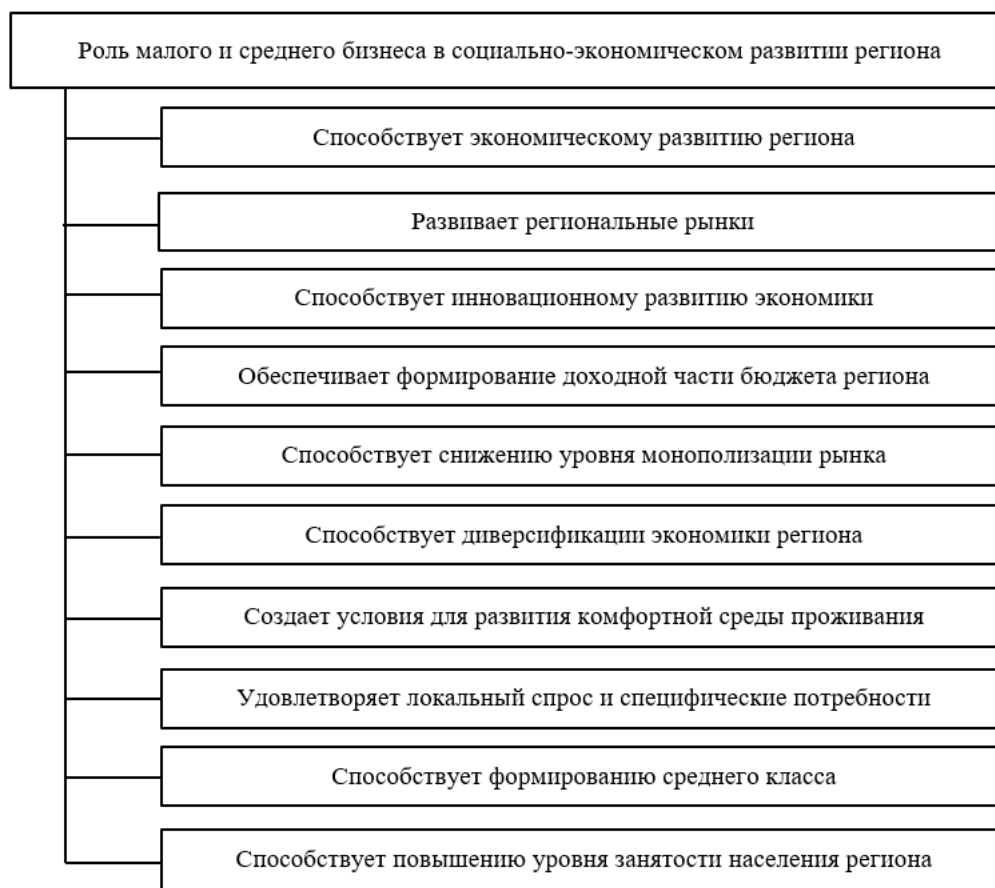 Роль малого и среднего бизнеса в социально-экономическом развитии региона
Способствует экономическому развитию региона
Развивает региональные рынки
Способствует инновационному развитию экономики
Обеспечивает формирование доходной части бюджета региона
Способствует снижению уровня монополизации рынка
Способствует диверсификации экономики региона
Создает условия для развития комфортной среды проживания
Удовлетворяет локальный спрос и специфические потребности
Способствует формированию среднего класса
Способствует повышению уровня занятости населения региона